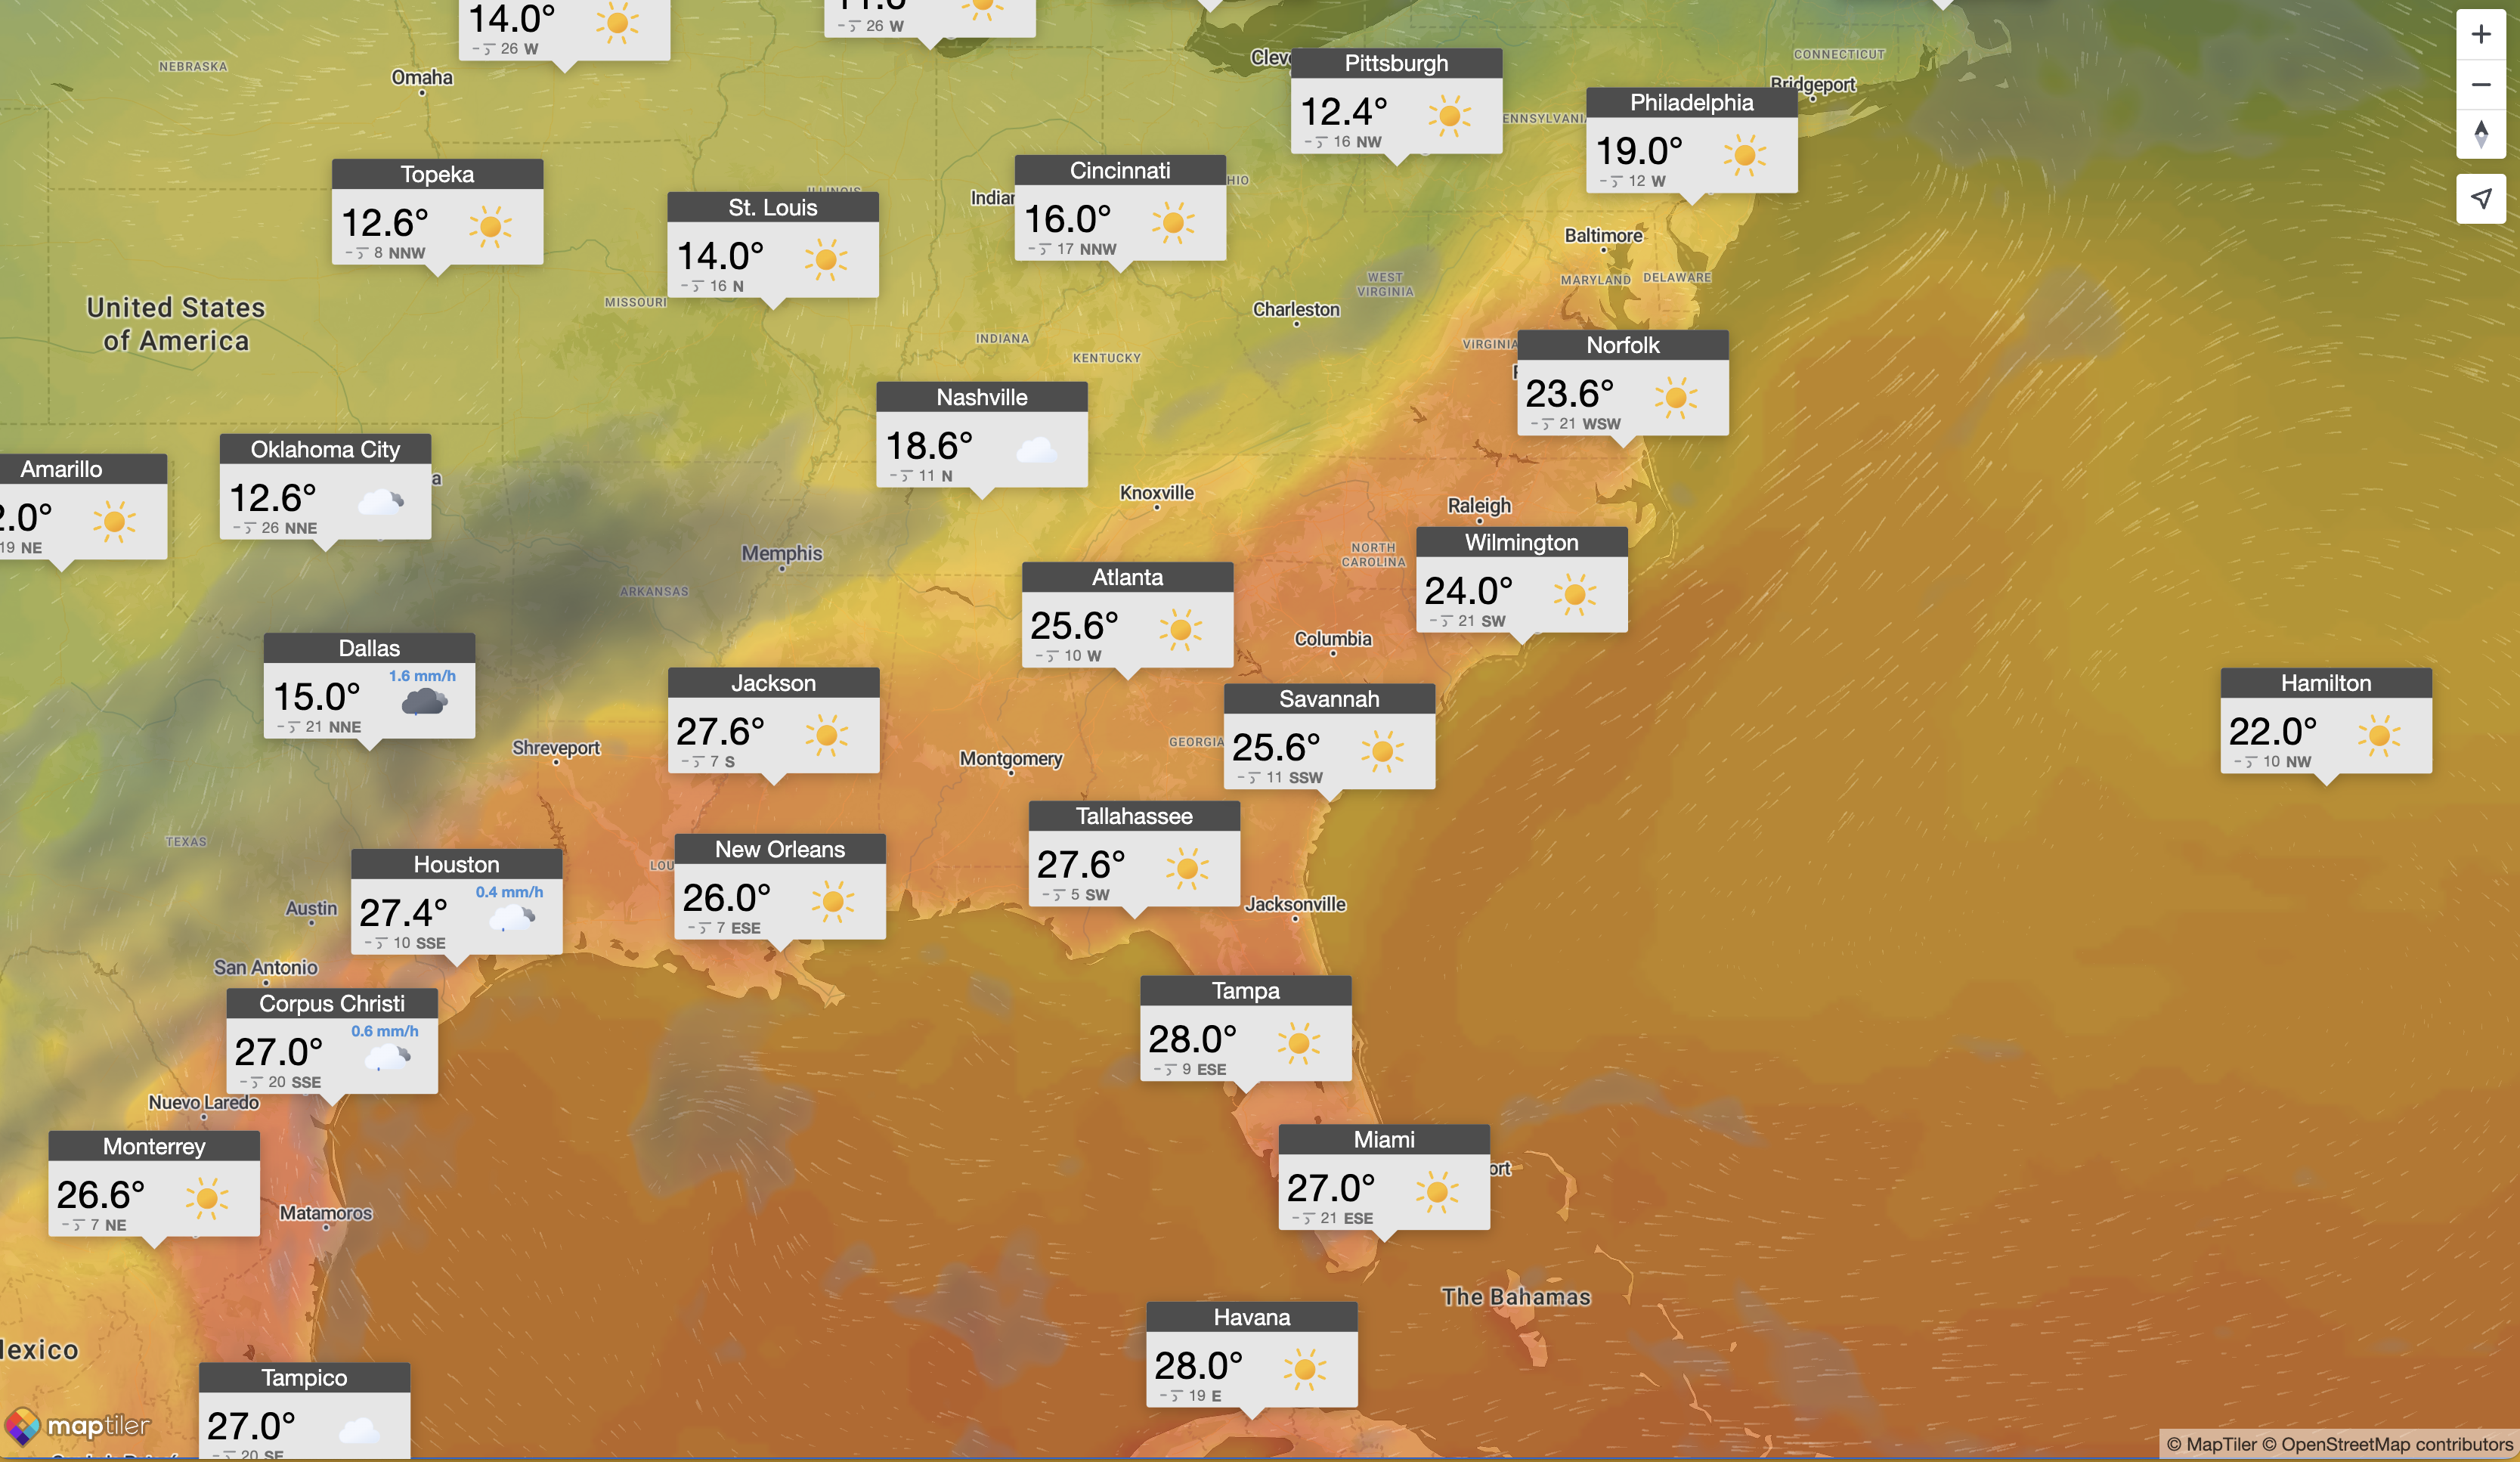 14.0°
26 W
26 W
NEBRASKA
Omaha
Pittsburgh
12.4°
16 NW
CONNECTICUT
Bridgeport
Philadelphia
19.0°
12 W
Topeka
12.6°
8 NNW
ILLINOIS
St. Louis
14.0°
16 N
Cincinnati
16.0°
17 NNW
Baltimore
MARYLAND
DELAWARE
WEST
VIRGINIA
Charleston
United States
of America
MISSOURI
INDIANA
KENTUCKY
VIRGINIA
Norfolk
23.6°
21 WSW
Nashville
18.6°
11 N
Amarillo
19 NE
Oklahoma City
12.6°
26 NNE
Knoxville
Raleigh
Memphis
ARKANSAS
NORTH
CAROLINA
Wilmington
24.0°
21 SW
Atlanta
25.6°
10 W
Columbia
Dallas
1.6 mm/h
15.0°
21 NNE
Shreveport
Jackson
27.6°
7 S
Montgomery
GEORGIA
Savannah
25.6°
11 SSW
Hamilton
22.0°
10 NW
TEXAS
Tallahassee
27.6°
5 SW
Houston
0.4 mm/h
27.4°
10 SSE
Austin
LOU
New Orleans
26.0°
7 ESE
Jacksonville
San Antonio
Corpus Christi
0.6 mm/h
27.0°
20 SSE
Tampa
28.0°
9 ESE
Nuevo Laredo
Monterrey
26.6°
7 NE
Matamoros
Miami
27.0°
21 ESE
The Bahamas
Havana
28.0°
19 E
Tampico
27.0°
20 SE
maptiler
© MapTiler © OpenStreetMap contributors